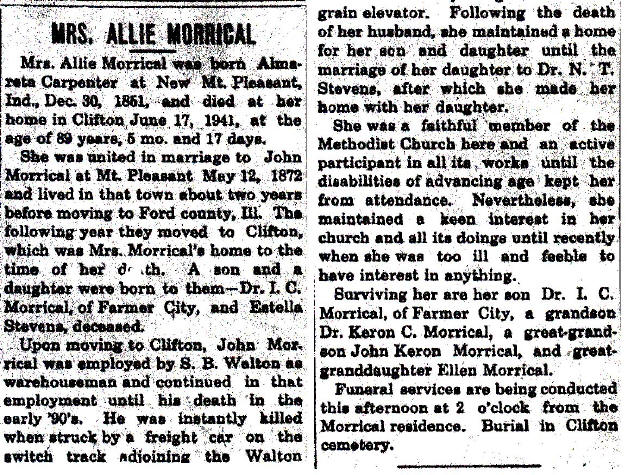 MRS. ALLIE MORRICAL
Mrs. Allie Morrical was born Alma-
reta Carpenter at New Mt. Pleasant,
Ind., Dec. 30, 1851, and died at her
home in Clifton June 17, 1941, at the
age of 89 years, 5 mo. and 17 days.
She was united in marriage to John
Morrical at Mt. Pleasant May 12, 1872
and lived in that town about two years
before moving to Ford county, Ill. The
following year they moved to Clifton,
which was Mrs. Morrical's home to the
time of her A son and a
daughter were born to them—Dr. I. C.
Morrical, of Farmer City, and Estella
Stevens, deceased.
Upon moving to Clifton, John Mor-
rical was employed by S. B. Walton as
warehouseman and continued in that
employment until his death in the
early '90's. He was instantly killed
when struck by a freight car on the
switch track adjoining the Walton
grain elevator. Following the death
of her husband, she maintained a home
for her son and daughter until the
marriage of her daughter to Dr. N. T.
Stevens, after which she made her
home with her daughter.
She was a faithful member of the
Methodist Church here and an active
participant in all its works until the
disabilities of advancing age kept her
from attendance. Nevertheless, she
maintained a keen interest in her
church and all its doings until recently
when she was too ill and feeble to
have interest in anything.
Surviving her are her son Dr. I. C.
Morrical, of Farmer City, a grandson
Dr. Keron C. Morrical, a great-grand-
son John Keron Morrical, and great-
granddaughter Ellen Morrical.
Funeral services are being conducted
this afternoon at 2 o'clock from the
Morrical residence. Burial in Clifton
cemetery.